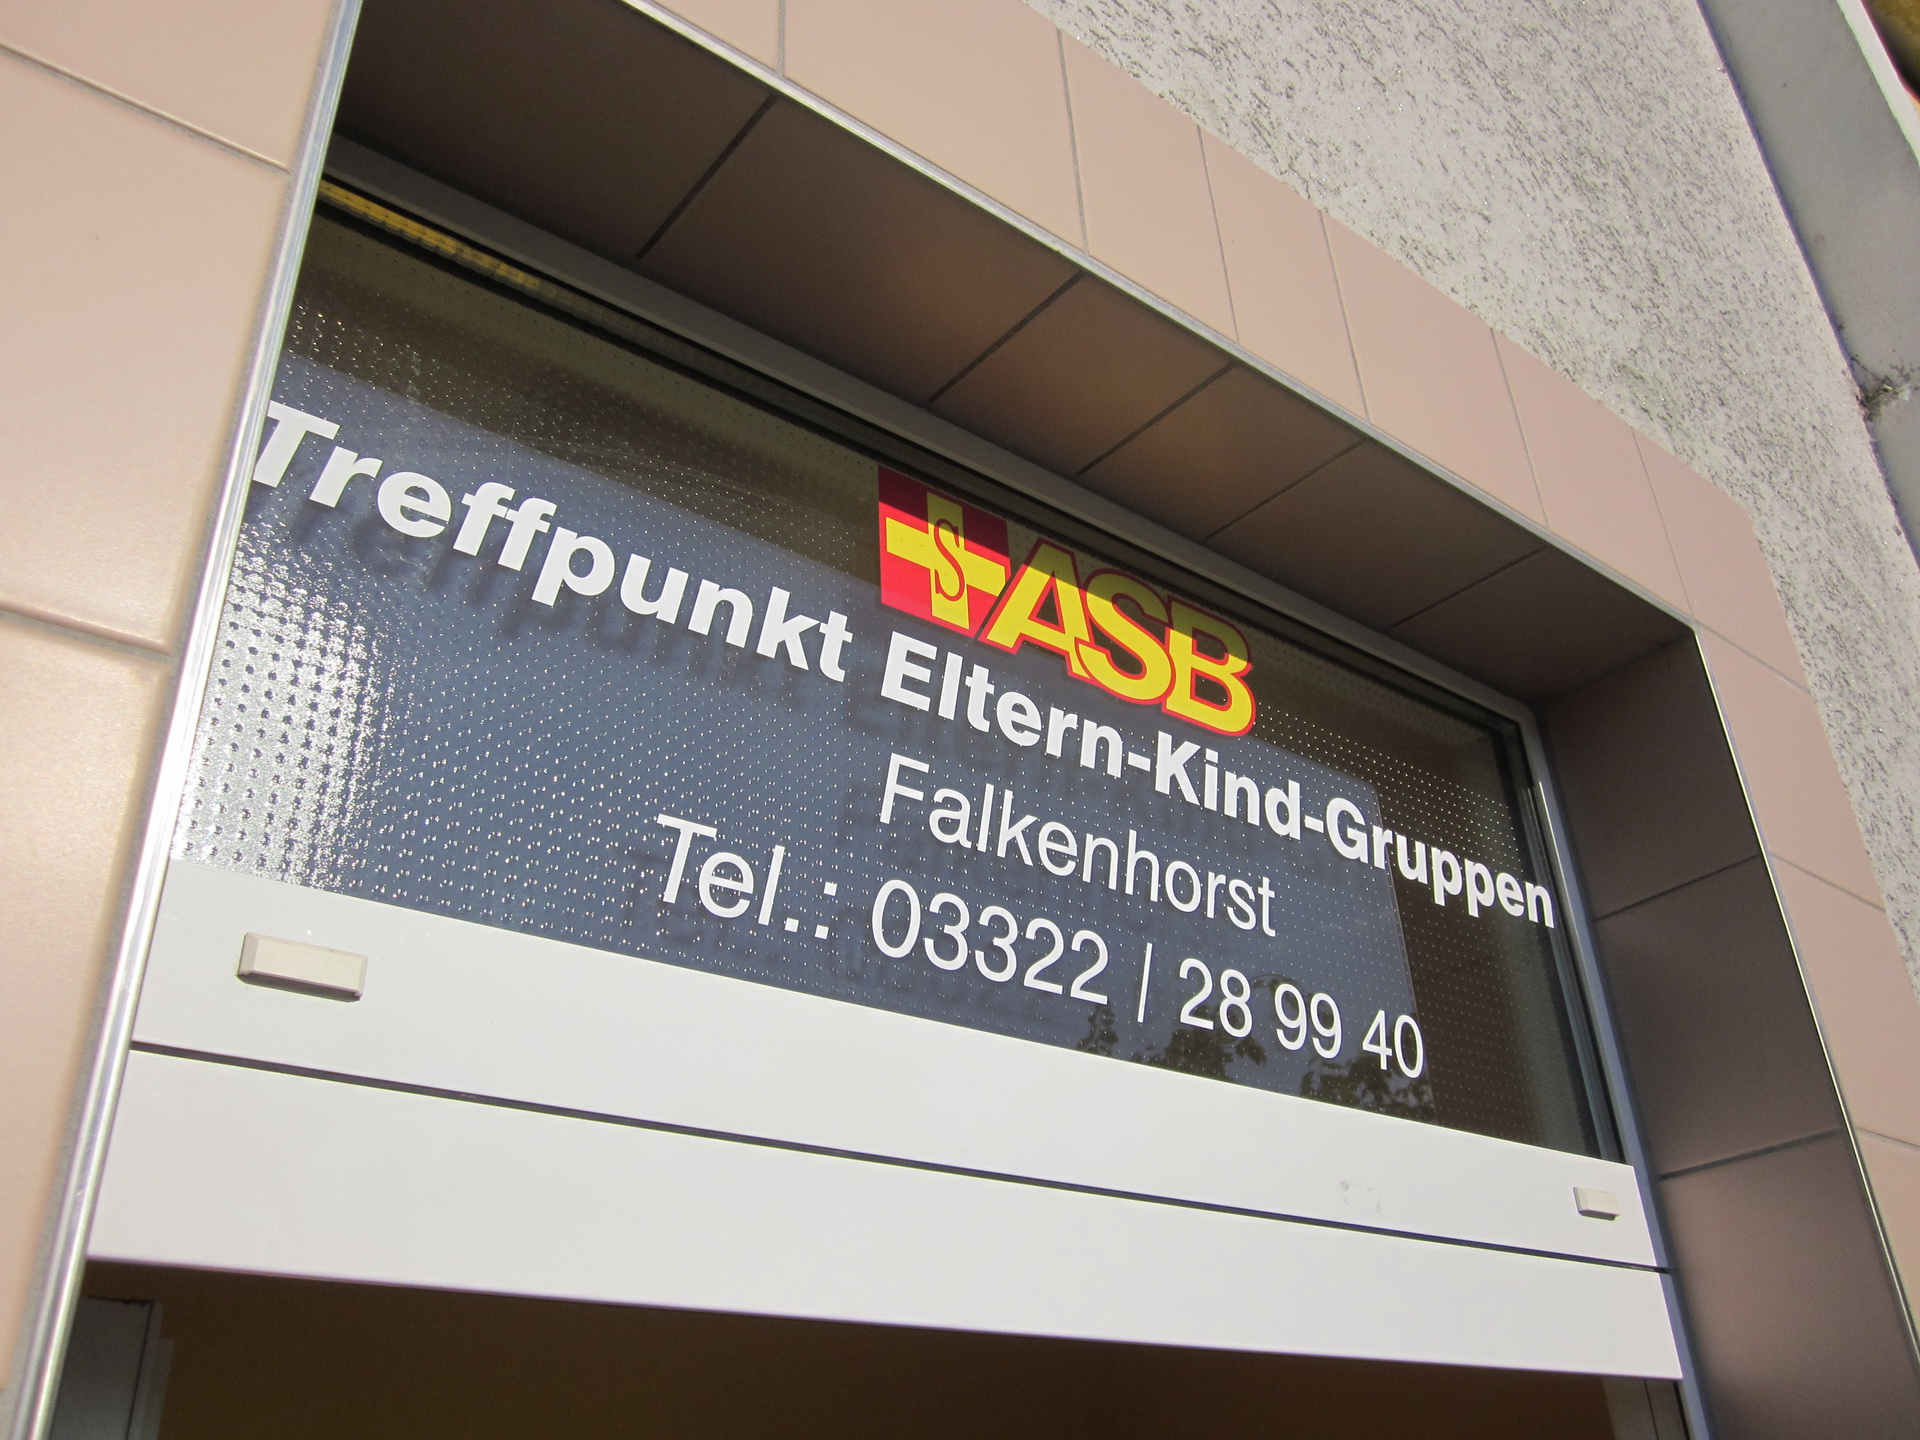 S ASB
Treffpunkt Eltern-Kind-Gruppen
Falkenhorst
Tel.: 03322 | 28 99 40